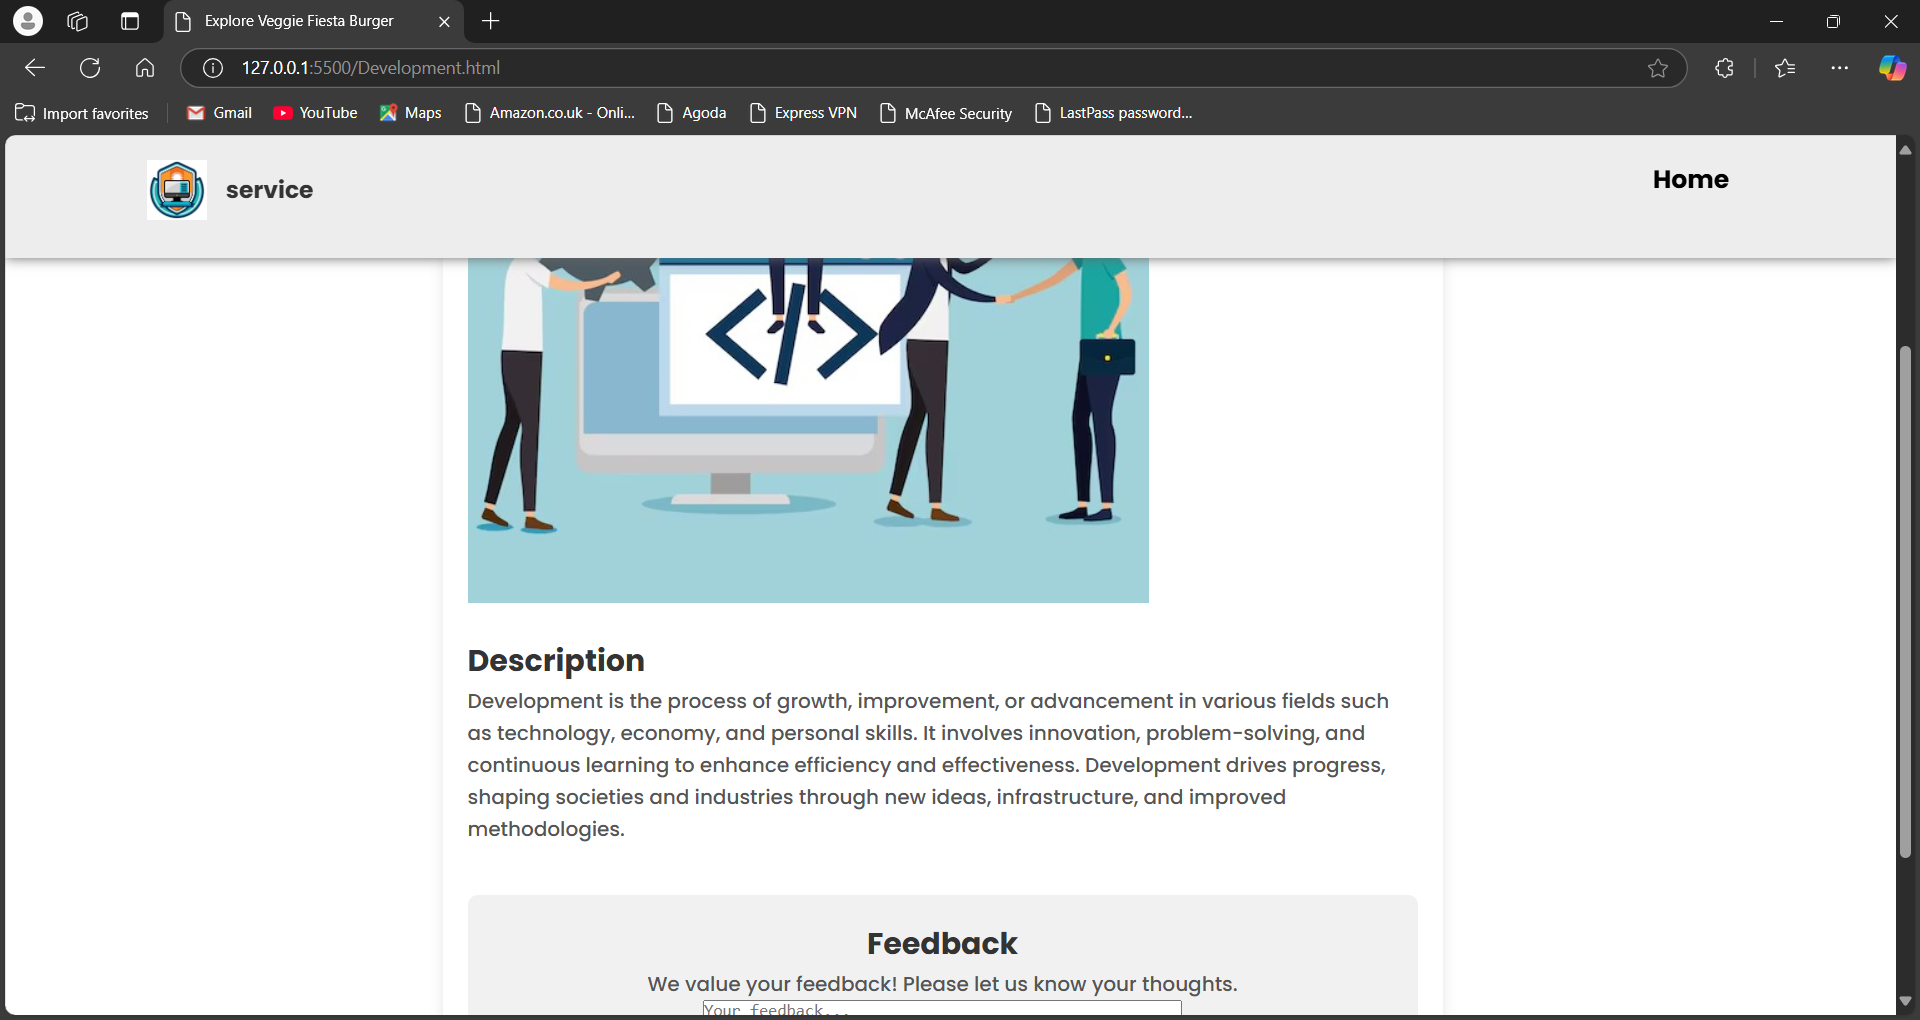 Explore Veggie Fiesta Burger
127.0.0.1:5500/Development.html
Import favorites
Gmail
YouTube
Maps
Amazon.co.uk - Onli...
Agoda
Express VPN
McAfee Security
LastPass password...
service
Home
</>
Description
Development is the process of growth, improvement, or advancement in various fields such
as technology, economy, and personal skills. It involves innovation, problem-solving, and
continuous learning to enhance efficiency and effectiveness. Development drives progress,
shaping societies and industries through new ideas, infrastructure, and improved
methodologies.
Feedback
We value your feedback! Please let us know your thoughts.
Your feedback...